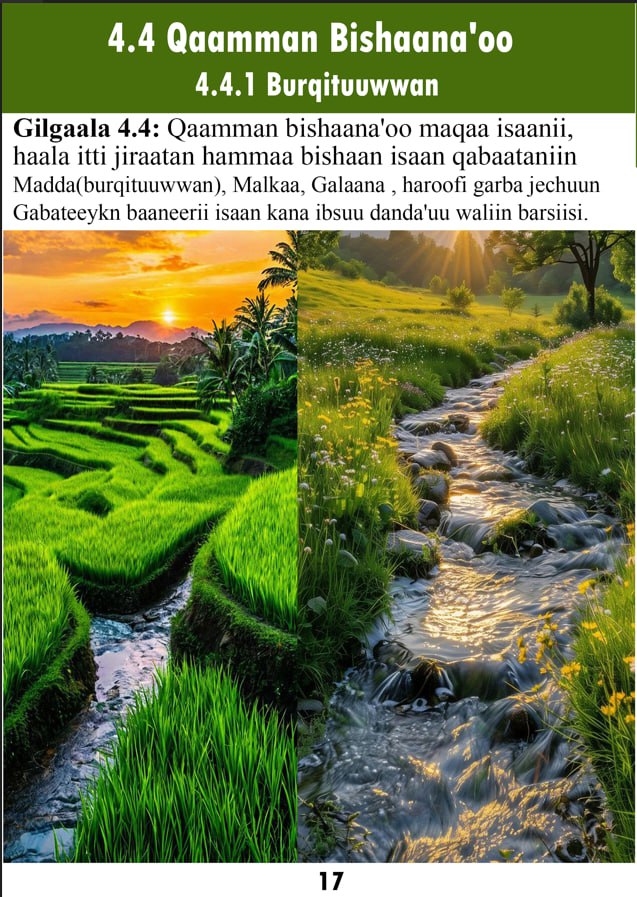 4.4 Qaamman Bishaana'oo
4.4.1 Burqituuwwan
Gilgaala 4.4: Qaamman bishaana'oo maqaa isaanii,
haala itti jiraatan hammaa bishaan isaan qabaataniin
Madda(burqituuwwan), Malkaa, Galaana , haroofi garba jechuun
Gabateeykn baaneerii isaan kana ibsuu danda'uu waliin barsiisi.
17